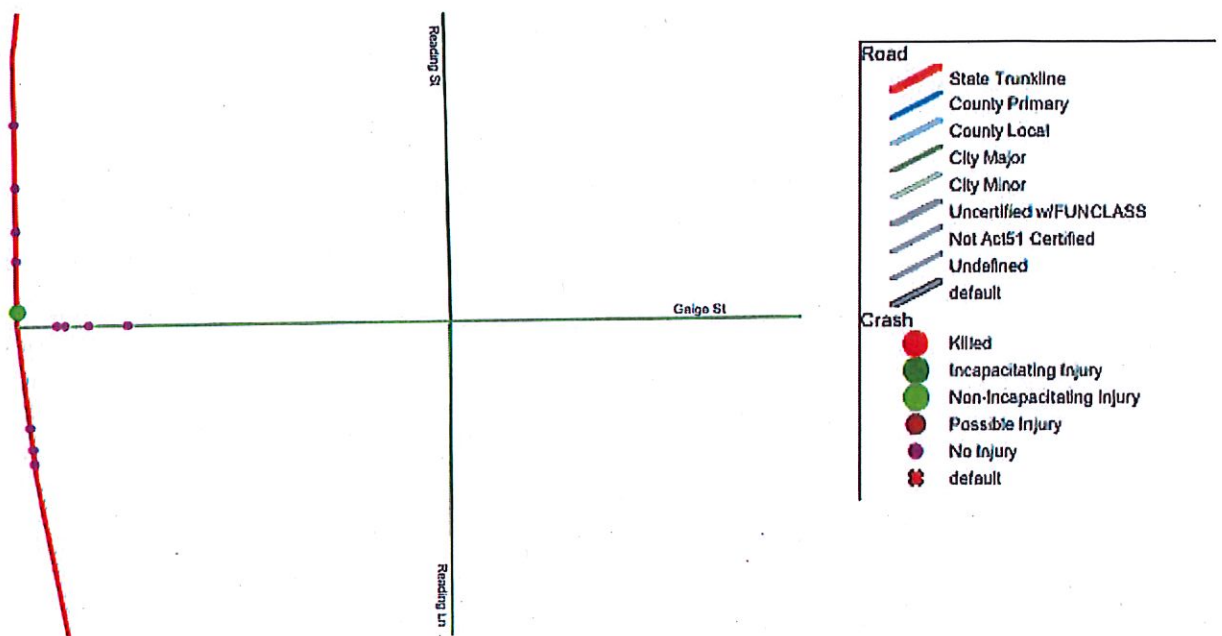 Reading St
Galgo St
Reading Ln
Road
State Trunkline
County Primary
County Local
City Major
City Minor
Uncertified w/FUNCLASS
Not Act51 Certified
Undefined
default
Crash
Killed
Incapacitating Injury
Non-Incapacitating Injury
Possible Injury
No Injury
default